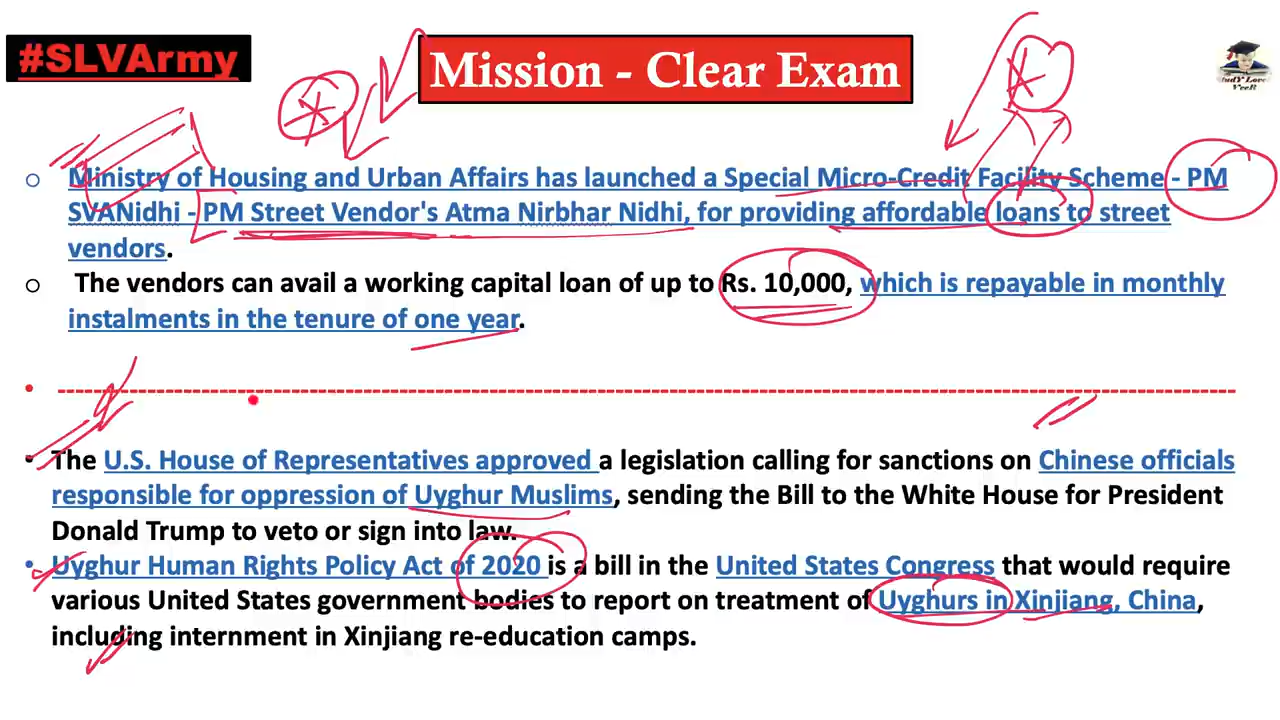 #SLVArmy
Mission - Clear Exam
StudY Lover
VeeR
Ministry of Housing and Urban Affairs has launched a Special Micro-Credit Facility Scheme - PM
SVANidhi - PM Street Vendor's Atma Nirbhar Nidhi, for providing affordable loans to street
vendors.
The vendors can avail a working capital loan of up to Rs. 10,000, which is repayable in monthly
instalments in the tenure of one year.
The U.S. House of Representatives approved a legislation calling for sanctions on Chinese officials
responsible for oppression of Uyghur Muslims, sending the Bill to the White House for President
Donald Trump to veto or sign into law.
Uyghur Human Rights Policy Act of 2020 is a bill in the United States Congress that would require
various United States government bodies to report on treatment of Uyghurs in Xinjiang, China,
including internment in Xinjiang re-education camps.